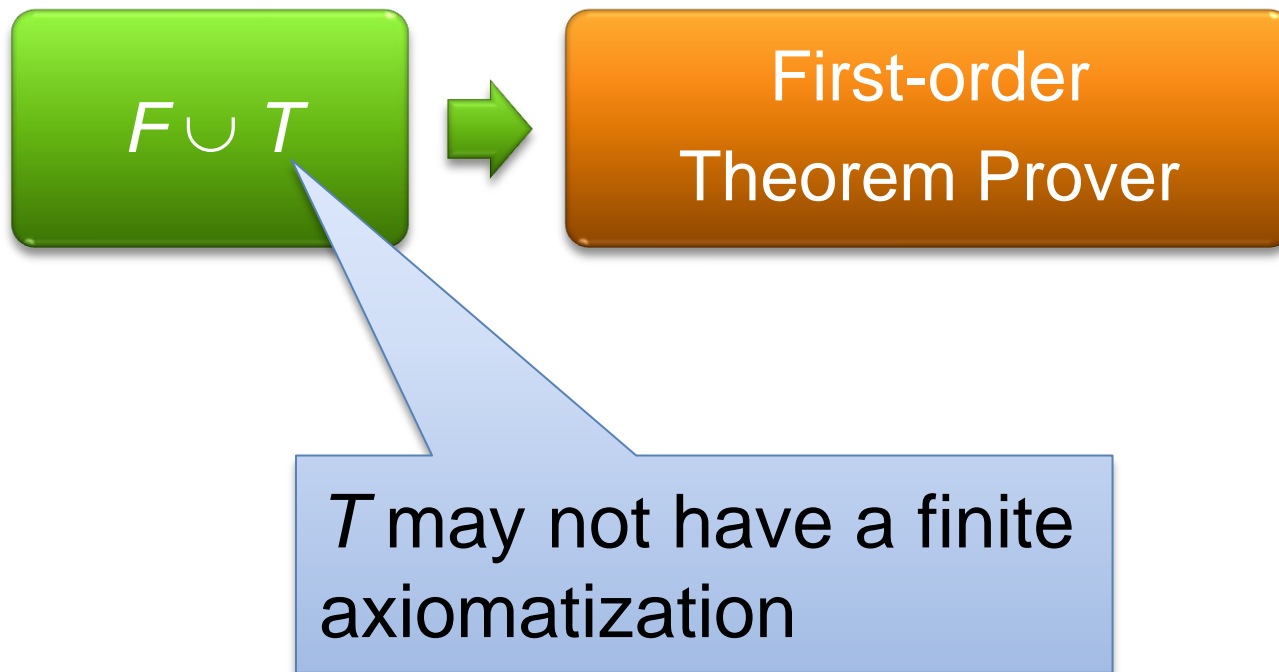 F ∪ T
First-order
Theorem Prover
T may not have a finite
axiomatization